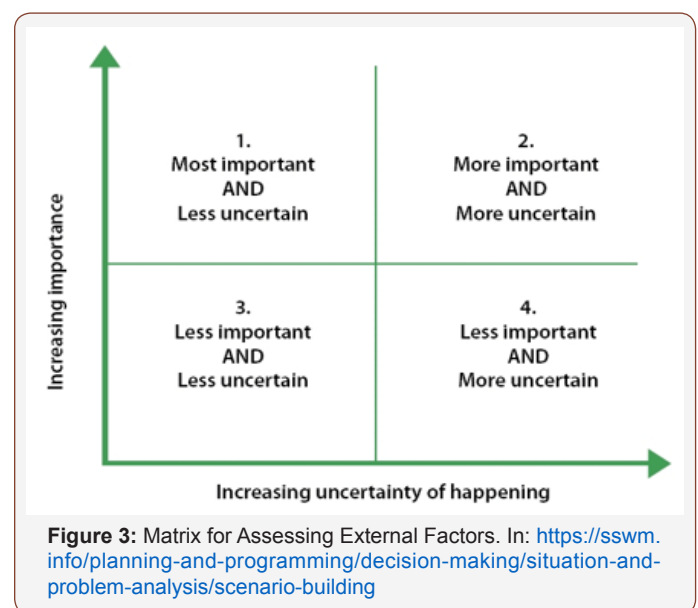 Increasing importance
1.
Most important
AND
Less uncertain
2.
More important
AND
More uncertain
3.
Less important
AND
Less uncertain
4.
Less important
AND
More uncertain
Increasing uncertainty of happening
Figure 3: Matrix for Assessing External Factors. In: https://sswm.
info/planning-and-programming/decision-making/situation-and-
problem-analysis/scenario-building